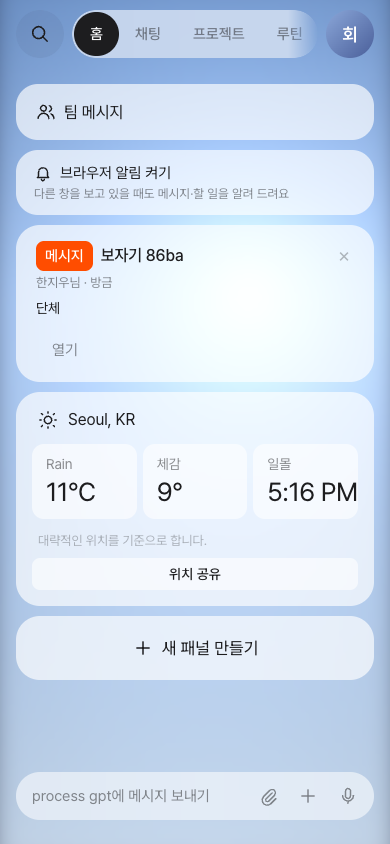 홈 채팅 프로젝트 루틴 회
팀 메시지
브라우저 알림 켜기
다른 창을 보고 있을 때도 메시지·할 일을 알려 드려요
메시지 보자기 86ba
한지우님 · 방금
단체
열기
Seoul, KR
Rain 체감 일몰
11°C 9° 5:16 PM
대략적인 위치를 기준으로 합니다.
위치 공유
새 패널 만들기
process gpt에 메시지 보내기